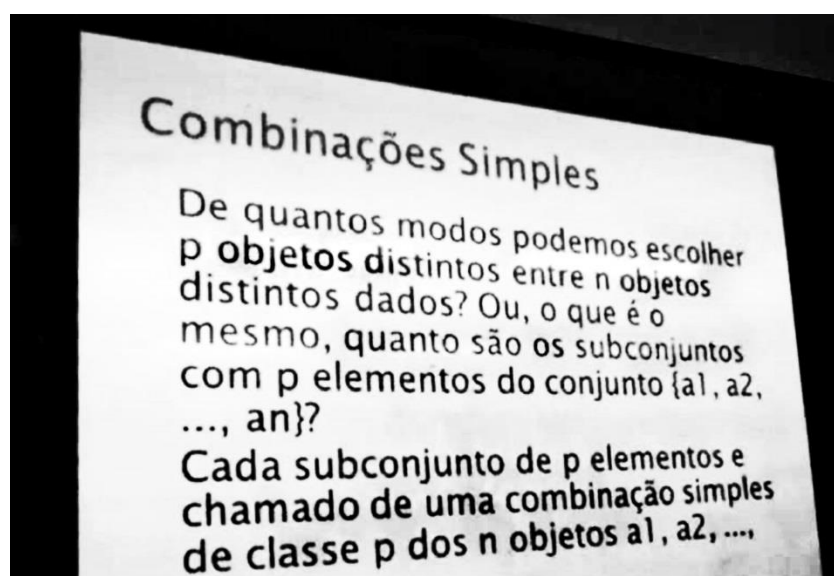 Combinações Simples
De quantos modos podemos escolher
p objetos distintos entre n objetos
distintos dados? Ou, o que é o
mesmo, quanto são os subconjuntos
com p elementos do conjunto {a1, a2,
..., an}?
Cada subconjunto de p elementos e
chamado de uma combinação simples
de classe p dos n objetos a1, a2, ...,